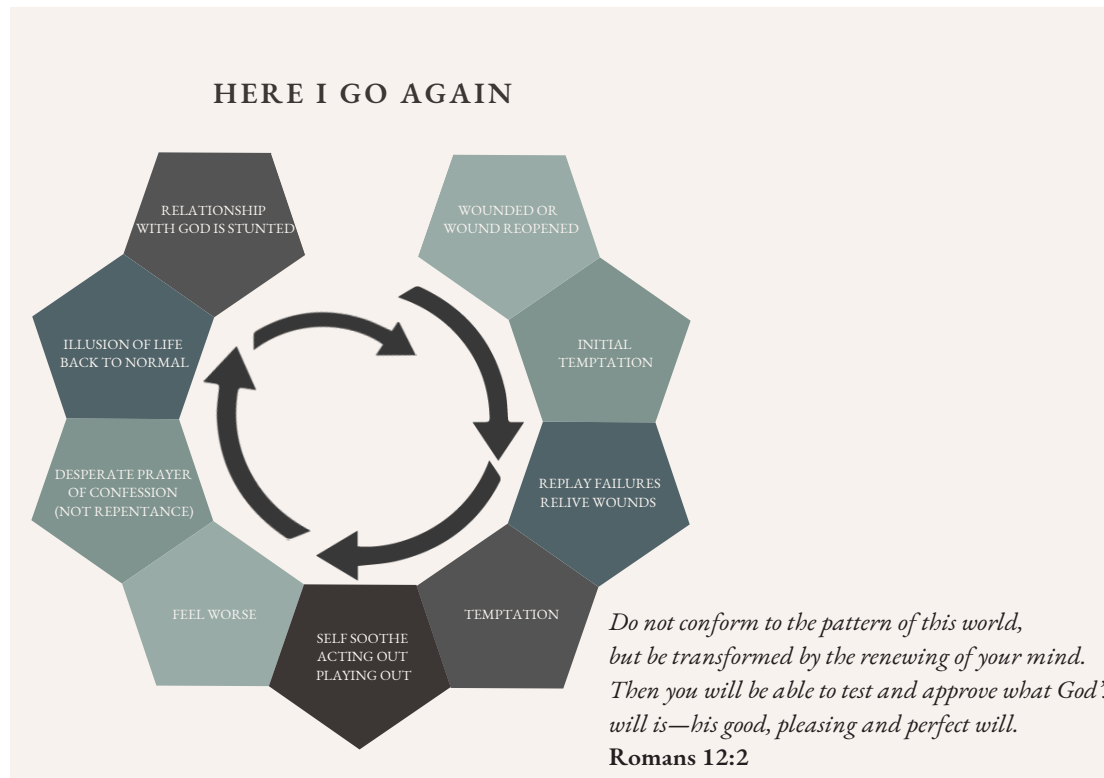 HERE I GO AGAIN
WOUNDED OR
WOUND REOPENED
INITIAL
TEMPTATION
REPLAY FAILURES
RELIVE WOUNDS
TEMPTATION
SELF SOOTHE
ACTING OUT
PLAYING OUT
FEEL WORSE
DESPERATE PRAYER
OF CONFESSION
(NOT REPENTANCE)
ILLUSION OF LIFE
BACK TO NORMAL
RELATIONSHIP
WITH GOD IS STUNTED
Do not conform to the pattern of this world,
but be transformed by the renewing of your mind.
Then you will be able to test and approve what God's
will is—his good, pleasing and perfect will.
Romans 12:2